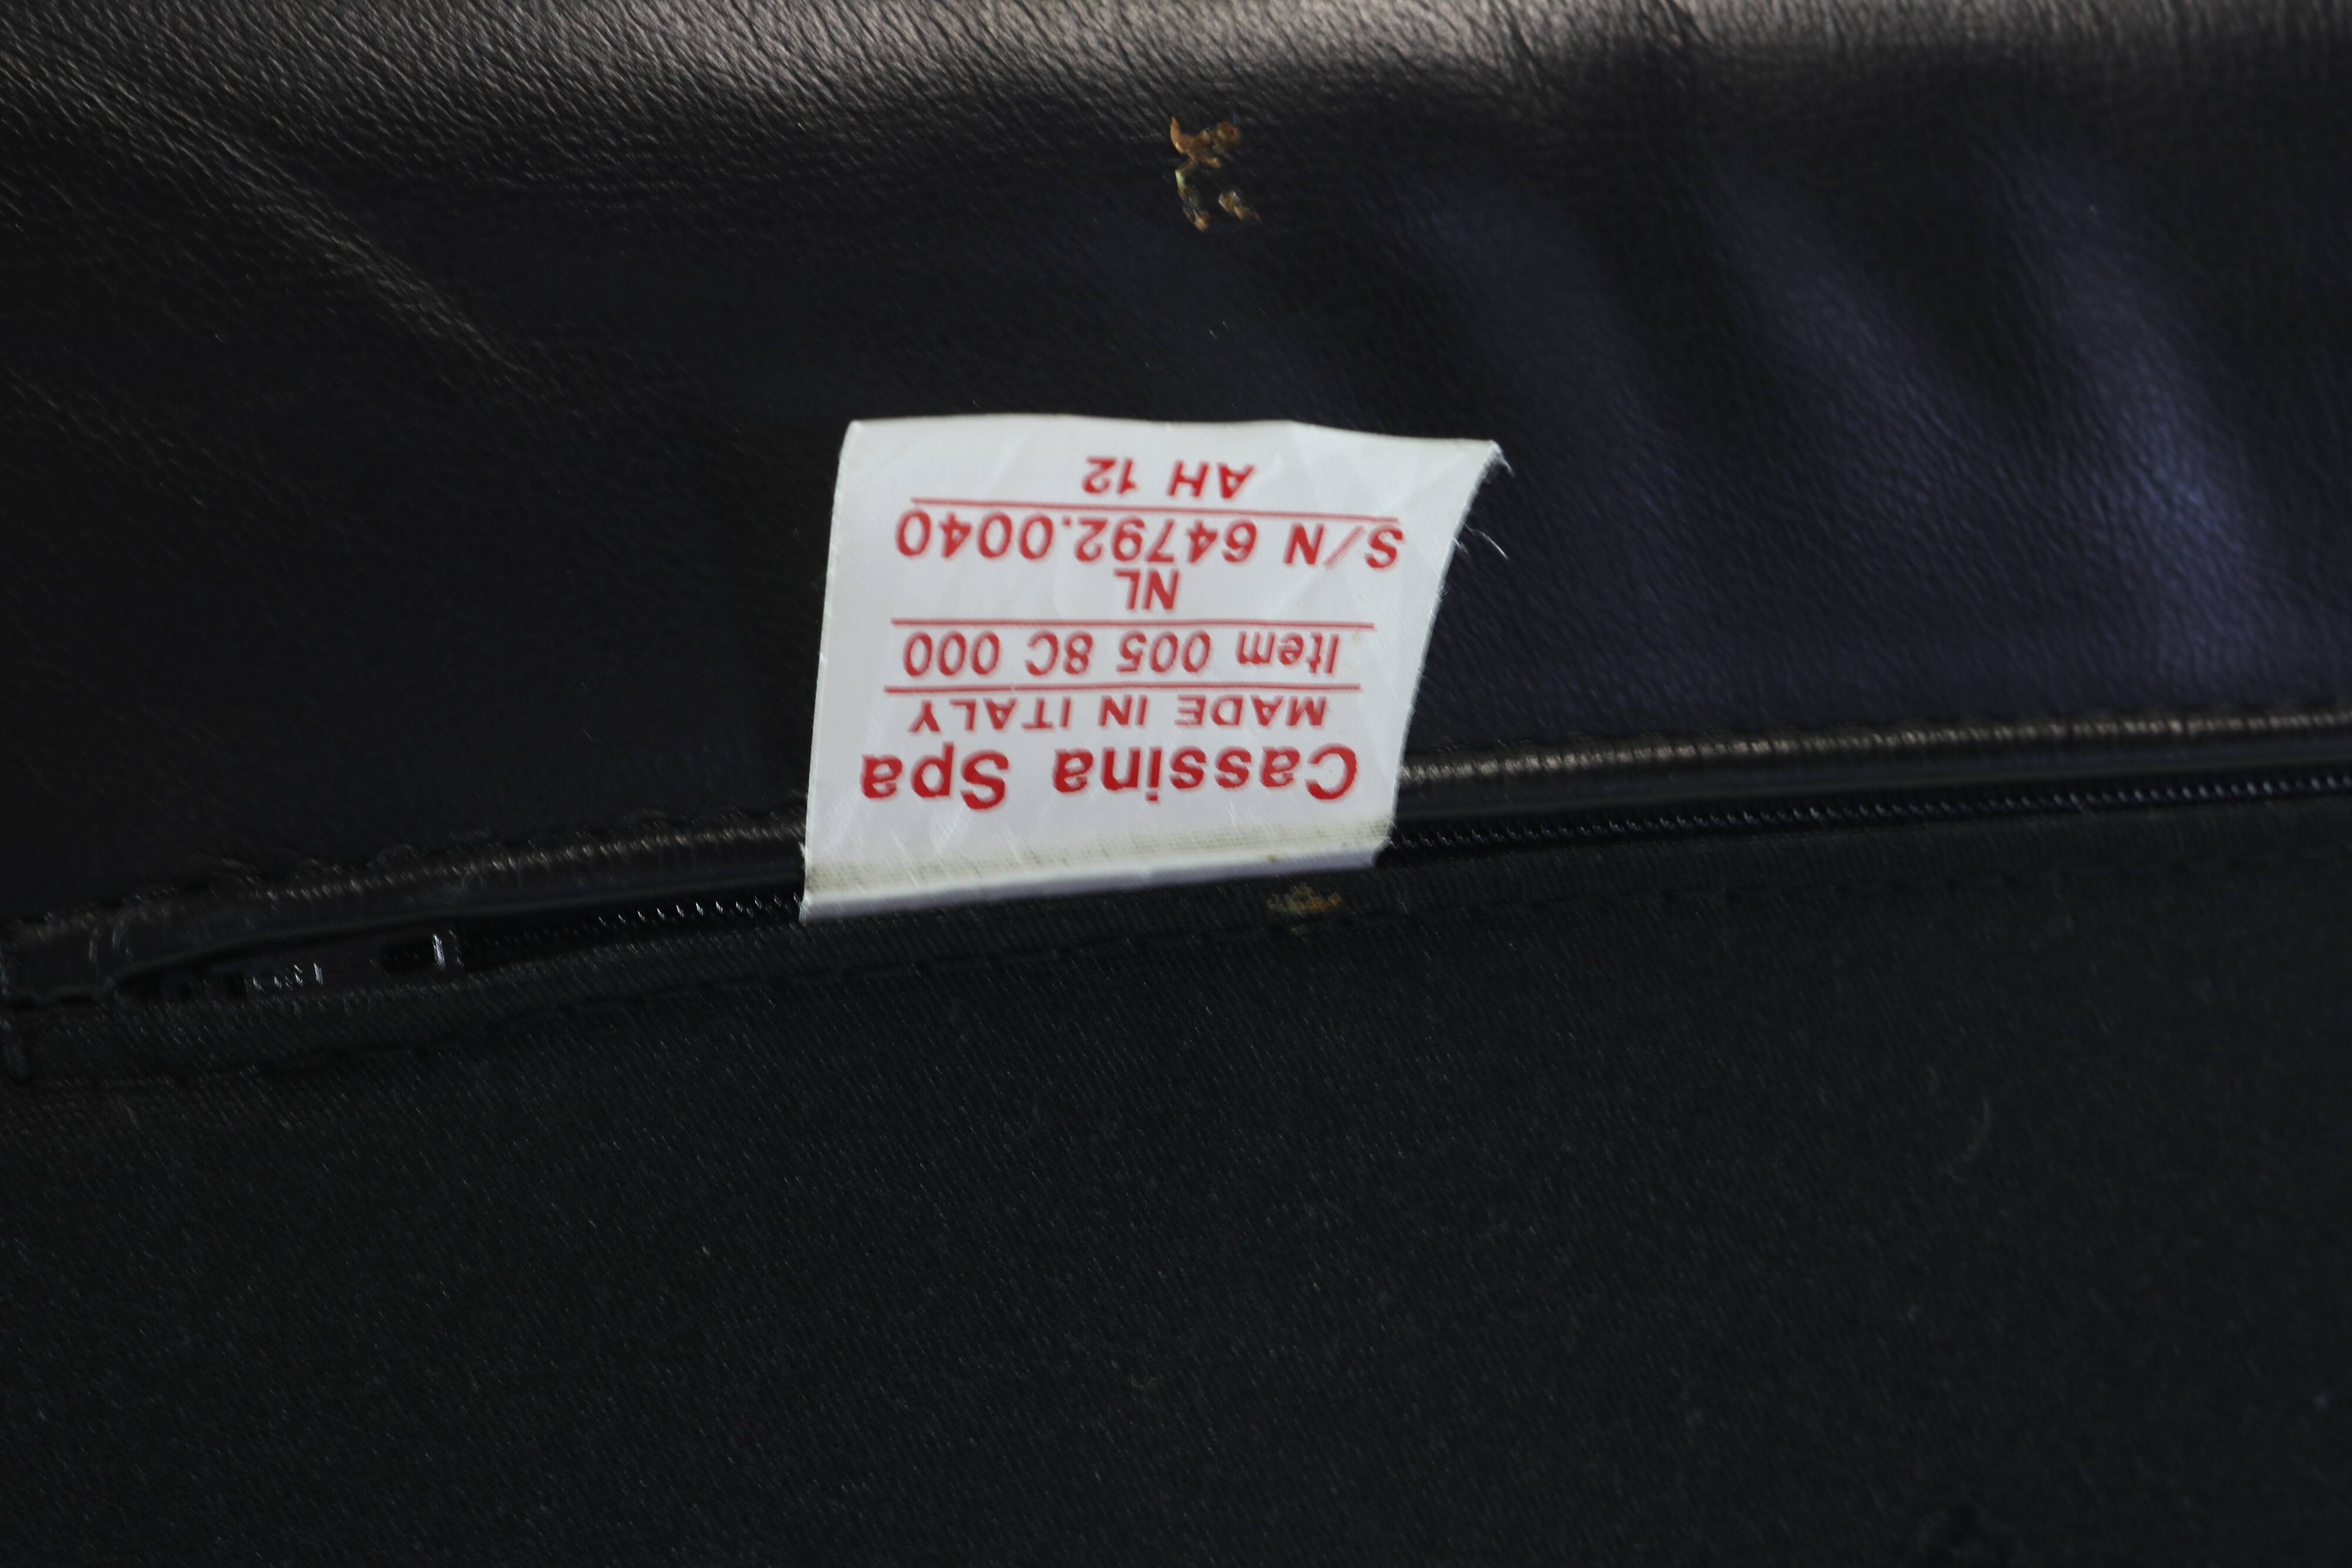 Cassina Spa
MADE IN ITALY
Item 005 8C 000
NL
S/N 64792.0040
AH 12